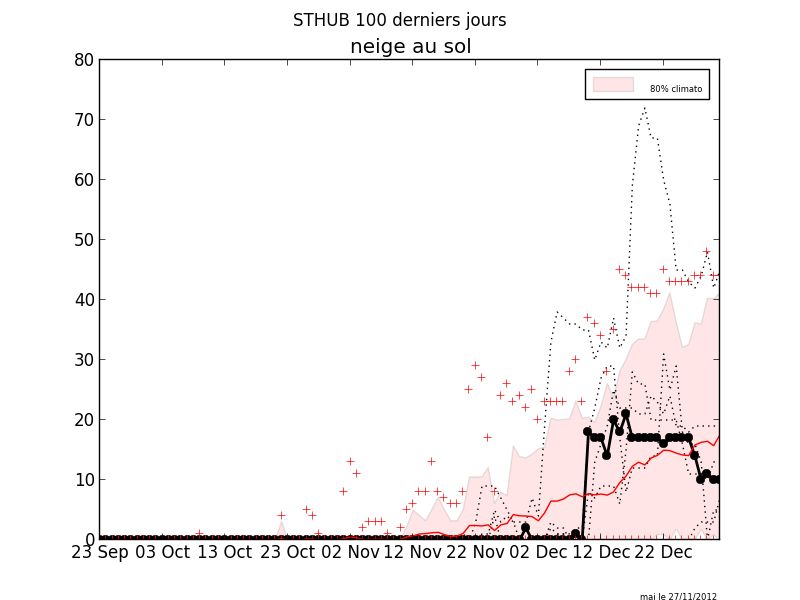 STHUB 100 derniers jours
neige au sol
80
80% climato
70
60
50
40
30
20
10
0
23 Sep 03 Oct 13 Oct 23 Oct 02 Nov 12 Nov 22 Nov 02 Dec 12 Dec 22 Dec
maj le 27/11/2012